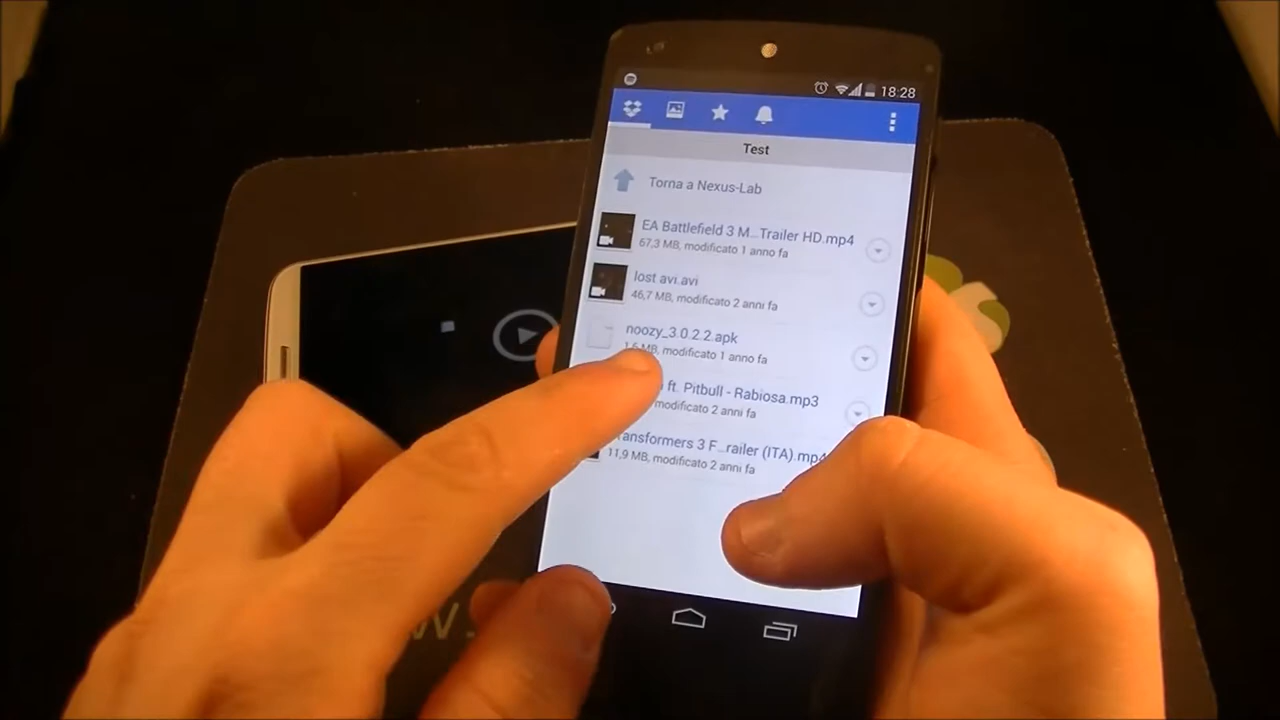 18:28
Test
Torna a Nexus-Lab
EA Battlefield 3 M...Trailer HD.mp4
67,3 MB, modificato 1 anno fa
lost avi.avi
46,7 MB, modificato 2 anni fa
noozy_3.0.2.2.apk
1,6 MB, modificato 1 anno fa
ft. Pitbull - Rabiosa.mp3
modificato 2 anni fa
ransformers 3 F...railer (ITA).mp4
11,9 MB, modificato 2 anni fa
w.